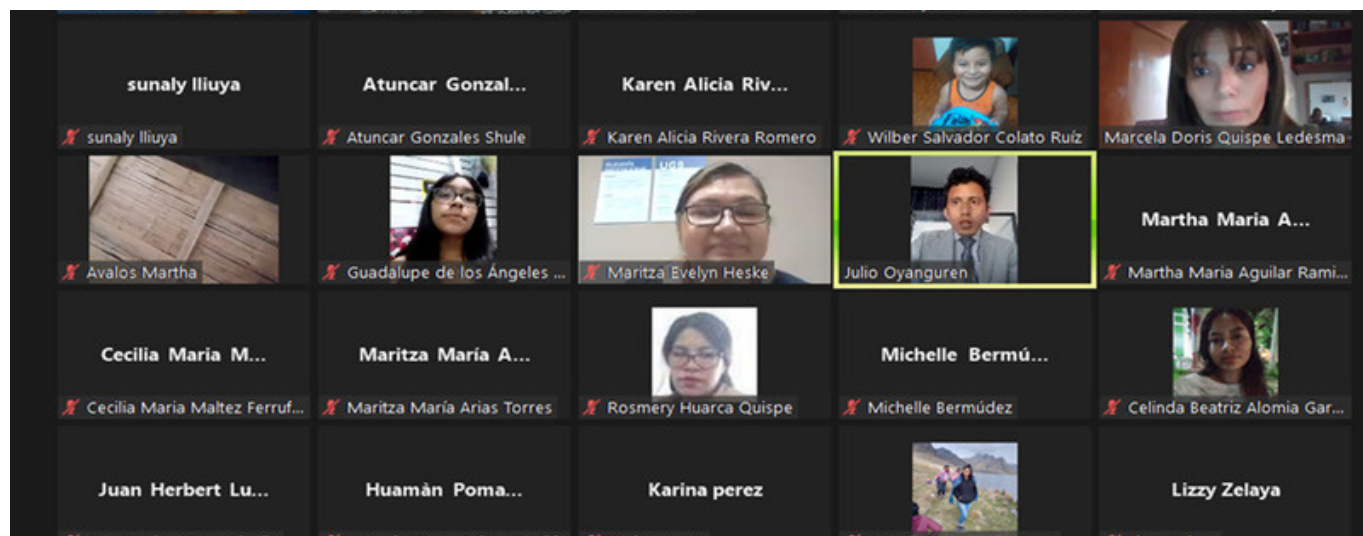 sunaly lliuya
Atuncar Gonzal...
Karen Alicia Riv...
sunaly lliuya
Atuncar Gonzales Shule
Karen Alicia Rivera Romero
Wilber Salvador Colato Ruíz
Marcela Doris Quispe Ledesma
UGB
Martha Maria A...
Avalos Martha
Guadalupe de los Ángeles ...
Maritza Evelyn Heske
Julio Oyanguren
Martha Maria Aguilar Rami...
Cecilia Maria M...
Maritza María A...
Michelle Bermú...
Cecilia Maria Maltez Ferruf...
Maritza María Arias Torres
Rosmery Huarca Quispe
Michelle Bermúdez
Celinda Beatriz Alomia Gar...
Juan Herbert Lu...
Huamàn Poma...
Karina perez
Lizzy Zelaya